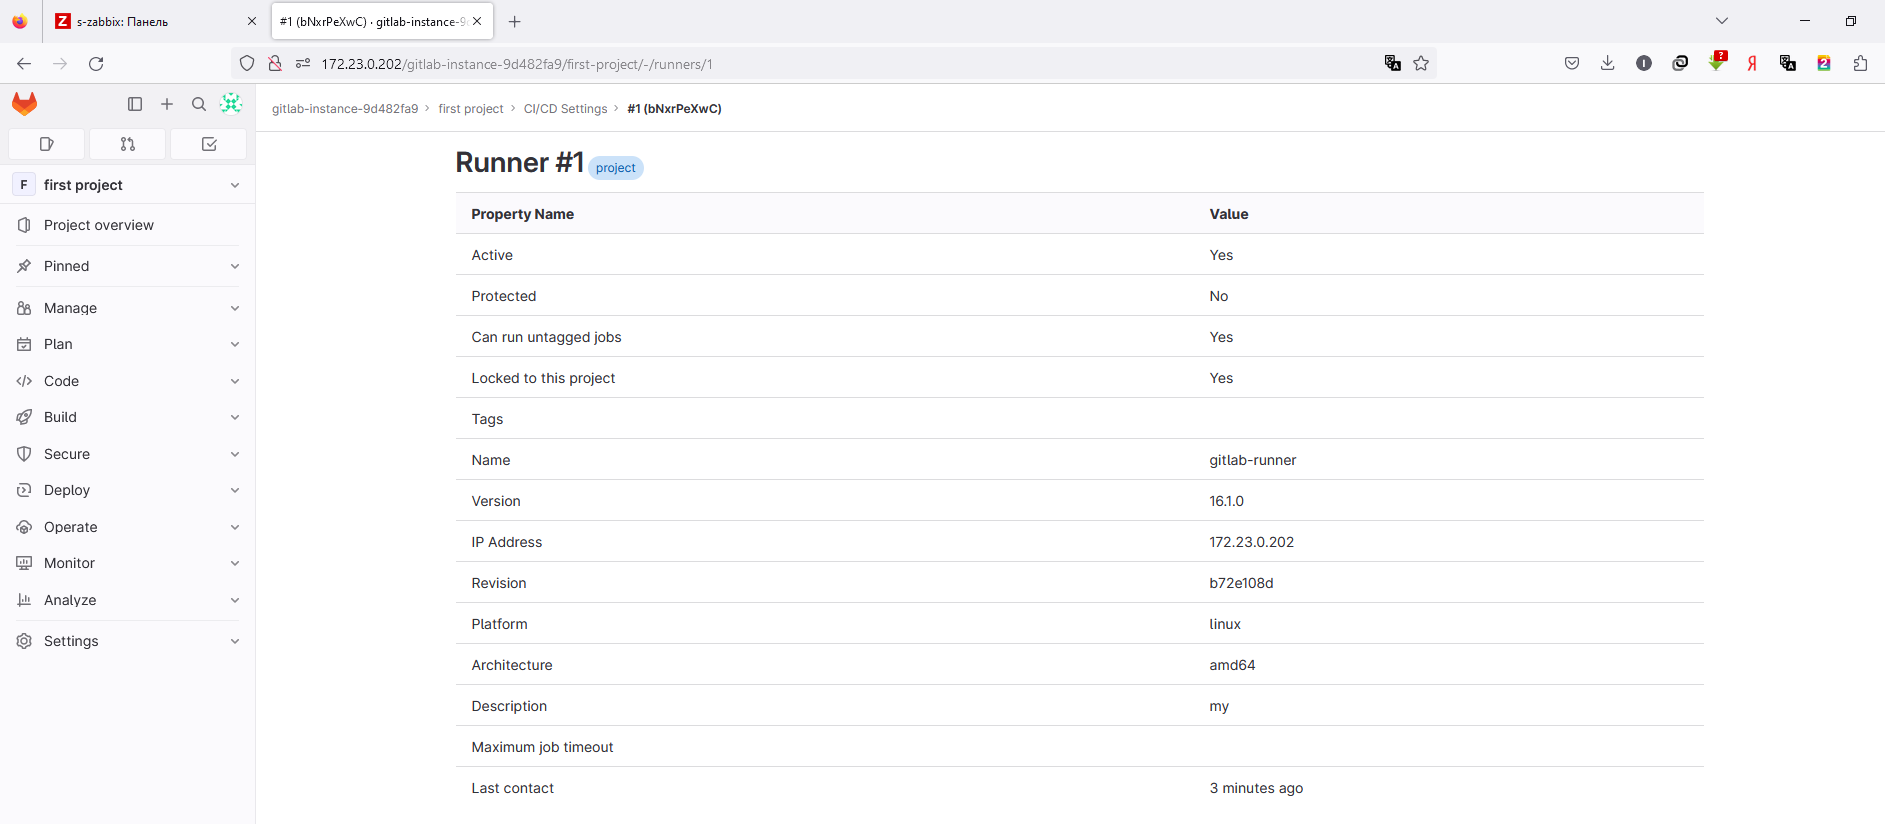 s-zabbix: Панель
#1 (bNxrPeXwC) · gitlab-instance-9
172.23.0.202/gitlab-instance-9d482fa9/first-project/-/runners/1
gitlab-instance-9d482fa9 › first project › CI/CD Settings › #1 (bNxrPeXwC)
F first project
Project overview
Pinned
Manage
Plan
Code
Build
Secure
Deploy
Operate
Monitor
Analyze
Settings
Runner #1 project
Property Name Value
Active Yes
Protected No
Can run untagged jobs Yes
Locked to this project Yes
Tags
Name gitlab-runner
Version 16.1.0
IP Address 172.23.0.202
Revision b72e108d
Platform linux
Architecture amd64
Description my
Maximum job timeout
Last contact 3 minutes ago